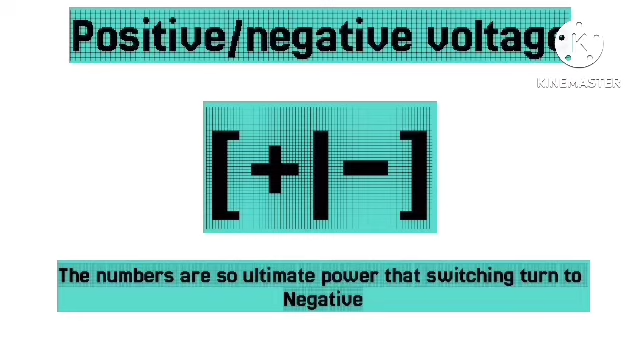 Positive/negative voltage
KINEMASTER
[+|-]
The numbers are so ultimate power that switching turn to
Negative